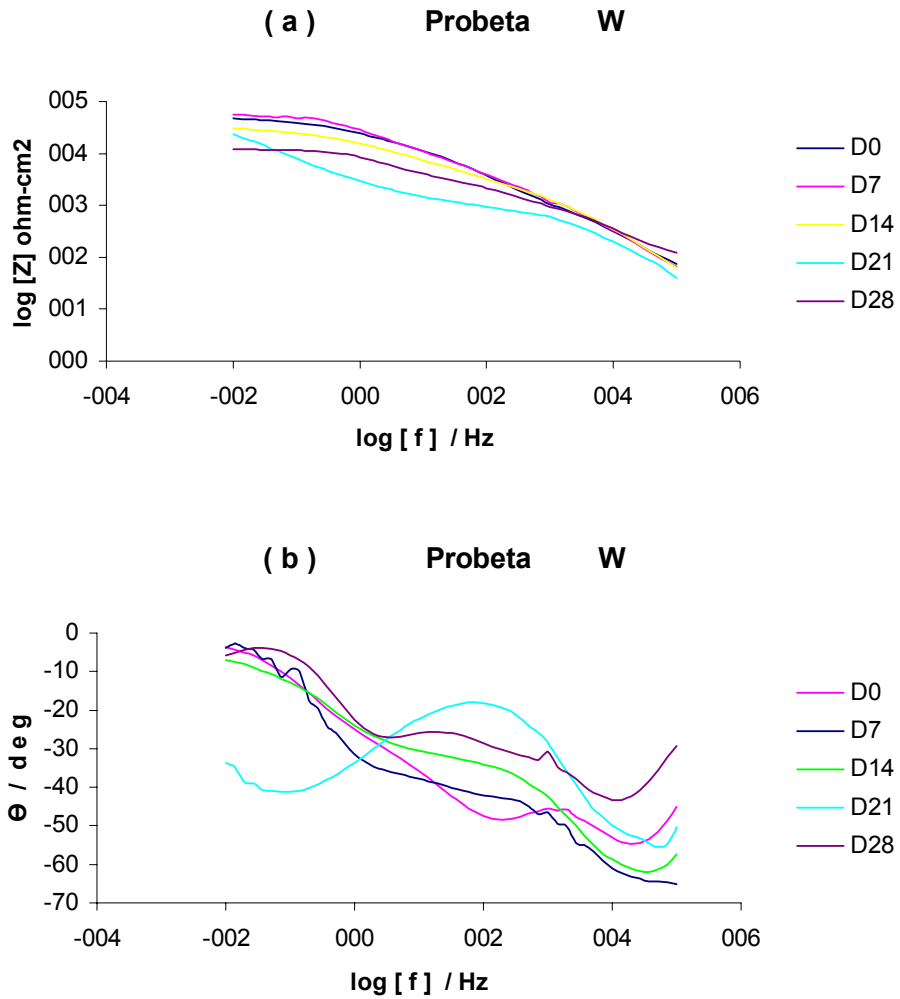 ( a ) Probeta W
log [Z] ohm-cm2
005
004
003
002
001
000
-004 -002 000 002 004 006
log [ f ] / Hz
D0
D7
D14
D21
D28
( b ) Probeta W
Θ / deg
0
-10
-20
-30
-40
-50
-60
-70
-004 -002 000 002 004 006
log [ f ] / Hz
D0
D7
D14
D21
D28